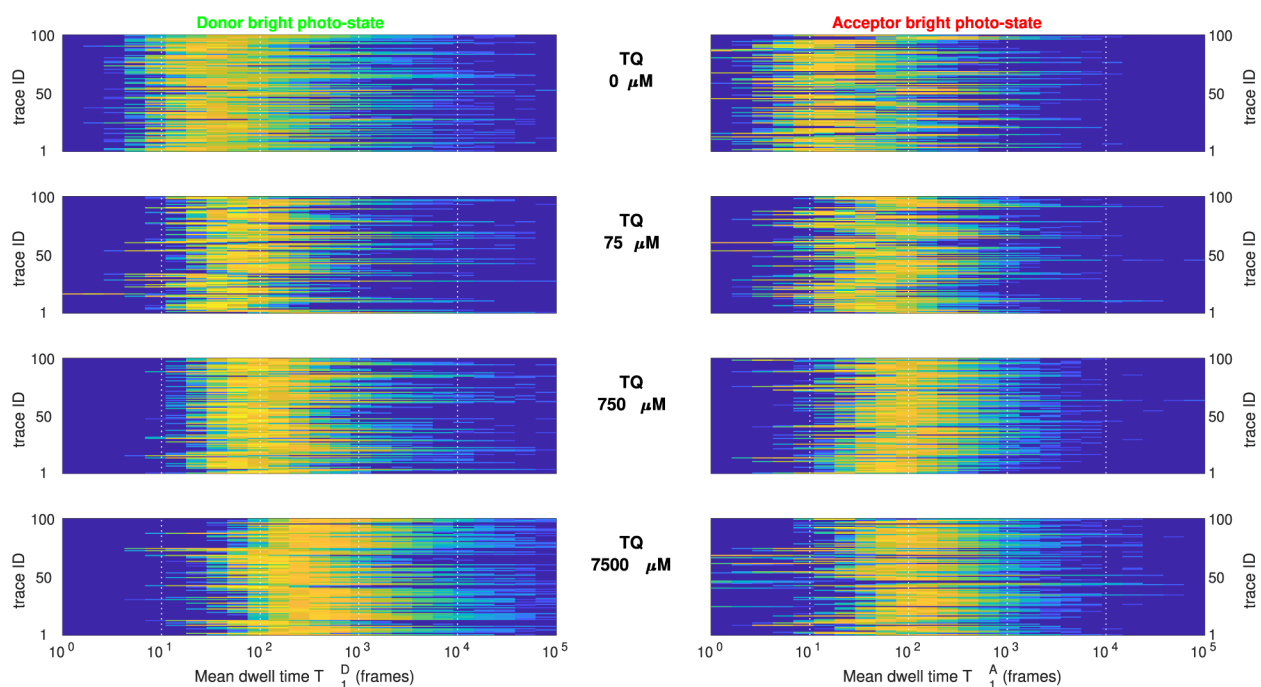 Donor bright photo-state
Acceptor bright photo-state
100
50
1
trace ID
TQ
0 μM
100
50
1
trace ID
100
50
1
trace ID
TQ
75 μM
100
50
1
trace ID
100
50
1
trace ID
TQ
750 μM
100
50
1
trace ID
100
50
1
trace ID
TQ
7500 μM
100
50
1
trace ID
10^0 10^1 10^2 10^3 10^4 10^5
10^0 10^1 10^2 10^3 10^4 10^5
Mean dwell time T D 1 (frames)
Mean dwell time T A 1 (frames)